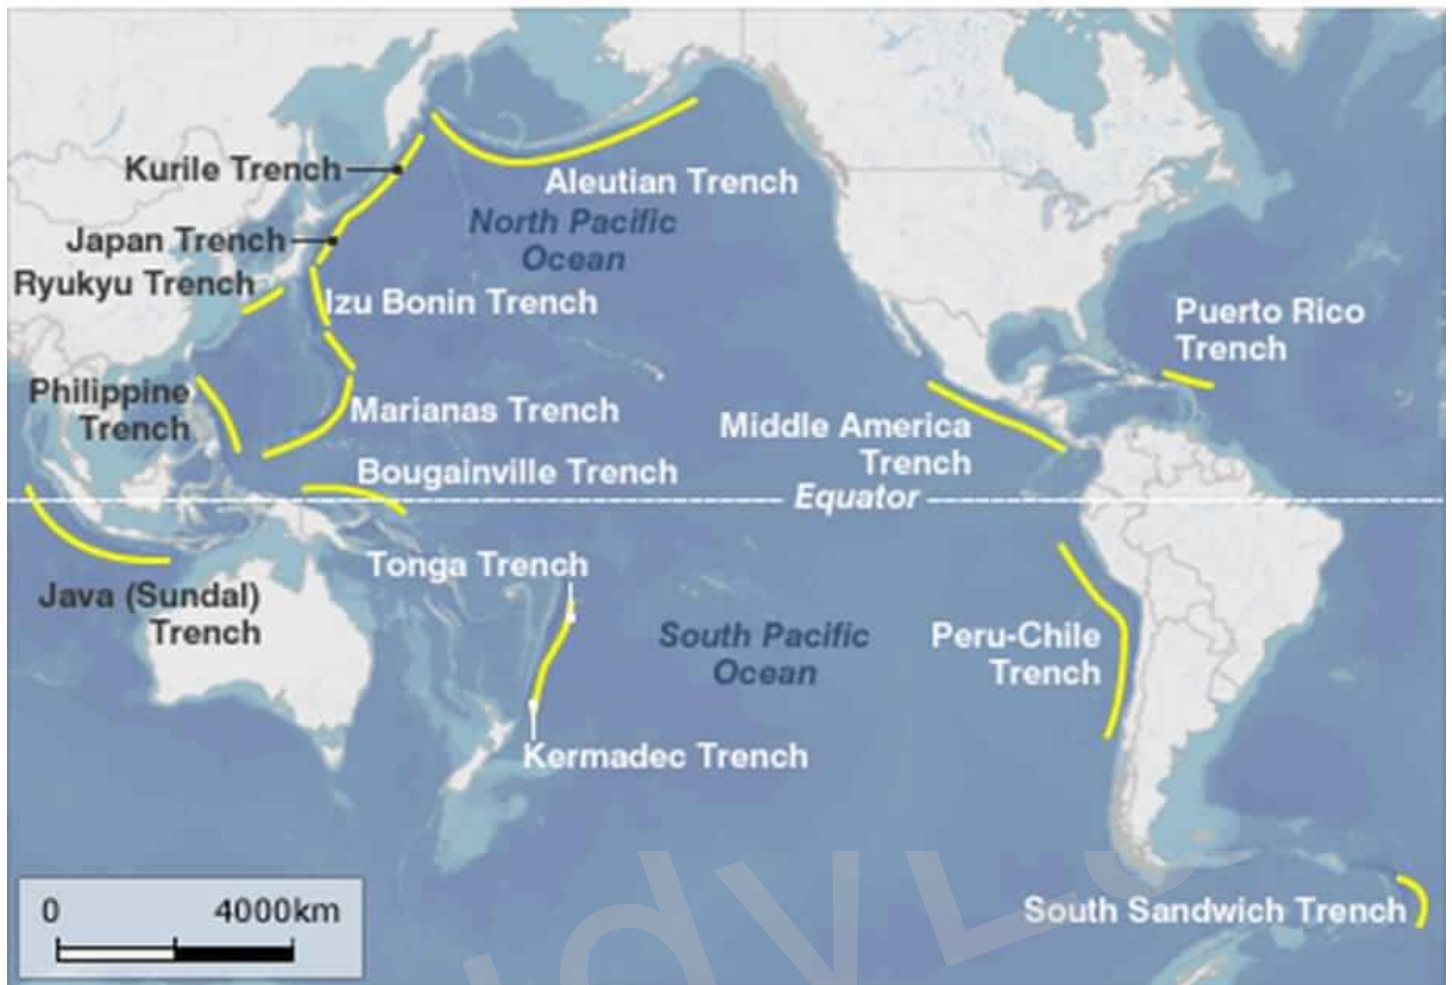 Kurile Trench
Aleutian Trench
North Pacific
Ocean
Japan Trench
Ryukyu Trench
Izu Bonin Trench
Puerto Rico
Trench
Philippine
Trench
Marianas Trench
Middle America
Trench
Bougainville Trench
Equator
Tonga Trench
Java (Sundal)
Trench
South Pacific
Ocean
Peru-Chile
Trench
Kermadec Trench
0 4000km
South Sandwich Trench